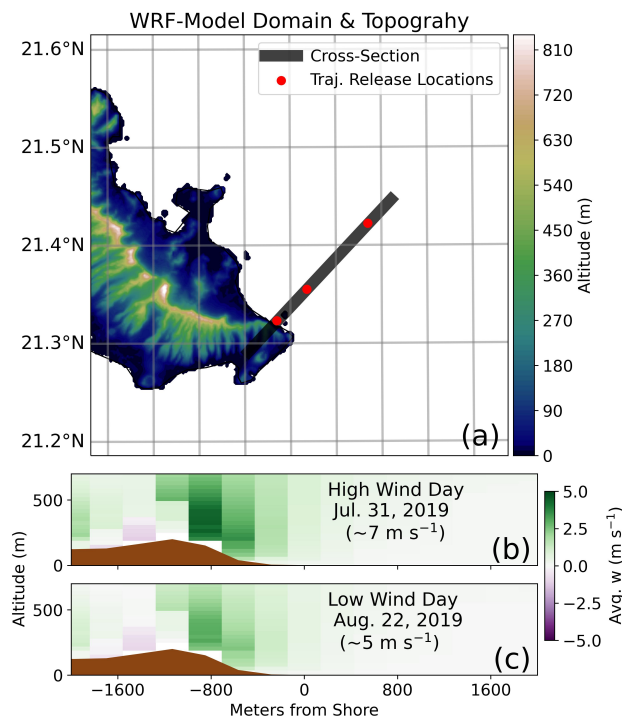 WRF-Model Domain & Topograhy
21.6°N
21.5°N
21.4°N
21.3°N
21.2°N
Cross-Section
Traj. Release Locations
(a)
810
720
630
540
450
360
270
180
90
0
Altitude (m)
500
0
High Wind Day
Jul. 31, 2019
(~7 m s⁻¹)
(b)
500
0
Low Wind Day
Aug. 22, 2019
(~5 m s⁻¹)
(c)
Altitude (m)
−1600
−800
0
800
1600
Meters from Shore
5.0
2.5
0.0
−2.5
−5.0
Avg. w (m s⁻¹)